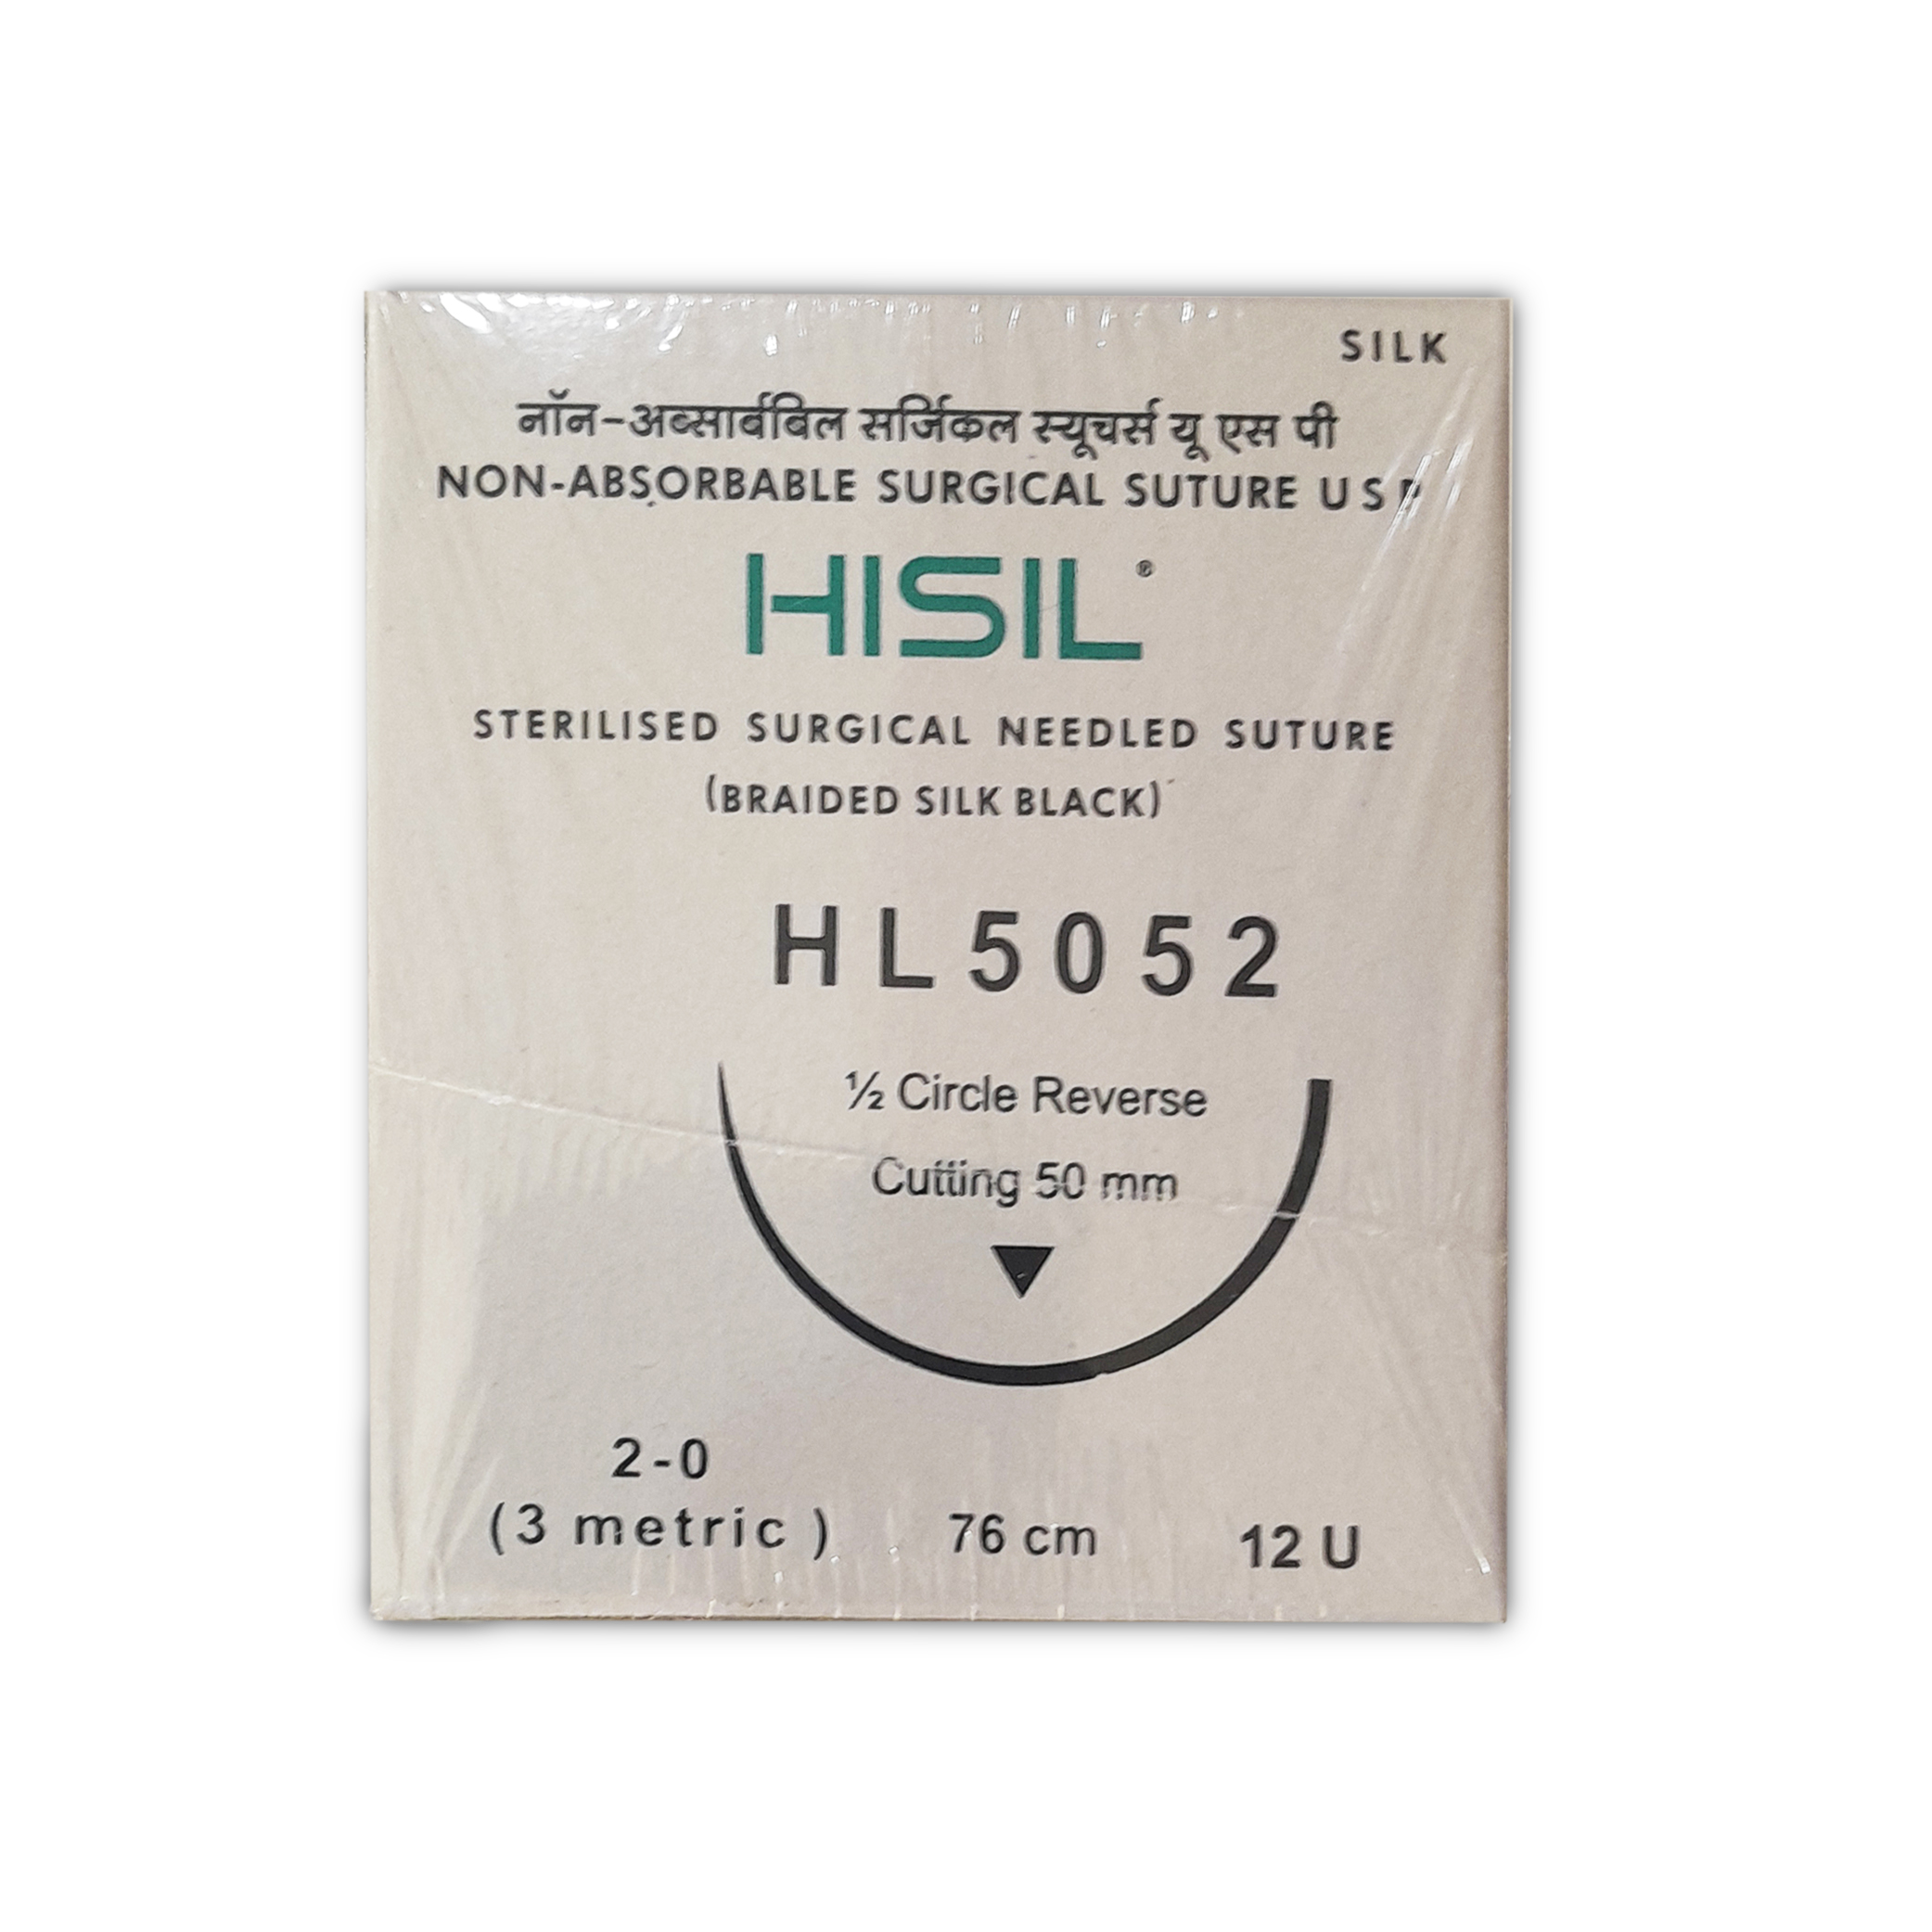 SILK
नॉन-अब्सार्बबिल सर्जिकल स्यूचर्स यू एस पी
NON-ABSORBABLE SURGICAL SUTURE U S P
HISIL®
STERILISED SURGICAL NEEDLED SUTURE
(BRAIDED SILK BLACK)
HL5052
½ Circle Reverse
Cutting 50 mm
2-0
(3 metric) 76 cm 12 U